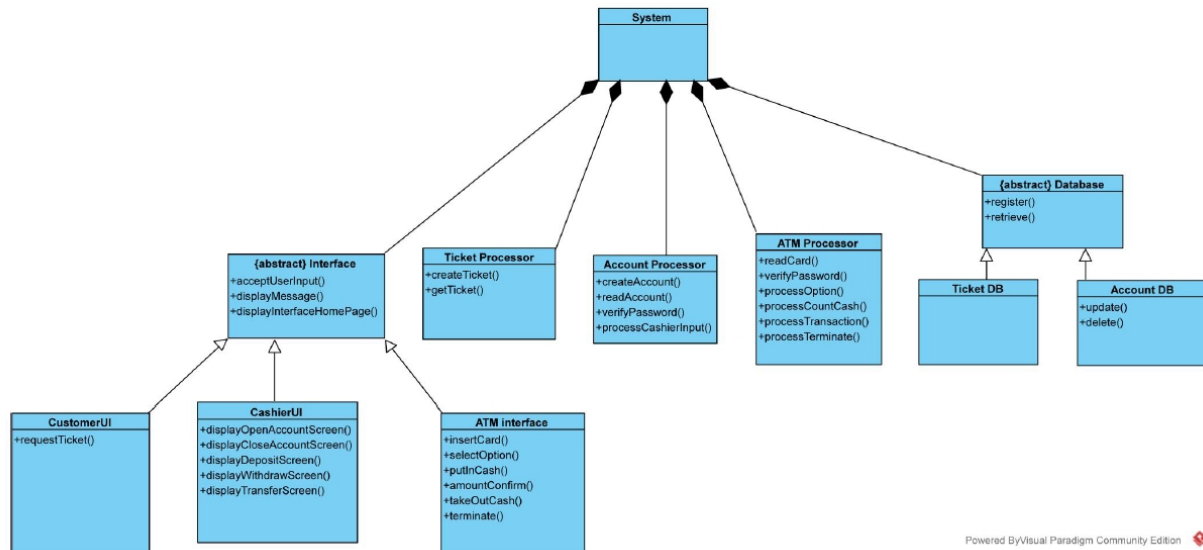 System
{abstract} Database
+register()
+retrieve()
{abstract} Interface
+acceptUserInput()
+displayMessage()
+displayInterfaceHomePage()
Ticket Processor
+createTicket()
+getTicket()
Account Processor
+createAccount()
+readAccount()
+verifyPassword()
+processCashierInput()
ATM Processor
+readCard()
+verifyPassword()
+processOption()
+processCountCash()
+processTransaction()
+processTerminate()
Ticket DB
Account DB
+update()
+delete()
CustomerUI
+requestTicket()
CashierUI
+displayOpenAccountScreen()
+displayCloseAccountScreen()
+displayDepositScreen()
+displayWithdrawScreen()
+displayTransferScreen()
ATM interface
+insertCard()
+selectOption()
+putInCash()
+amountConfirm()
+takeOutCash()
+terminate()
Powered ByVisual Paradigm Community Edition